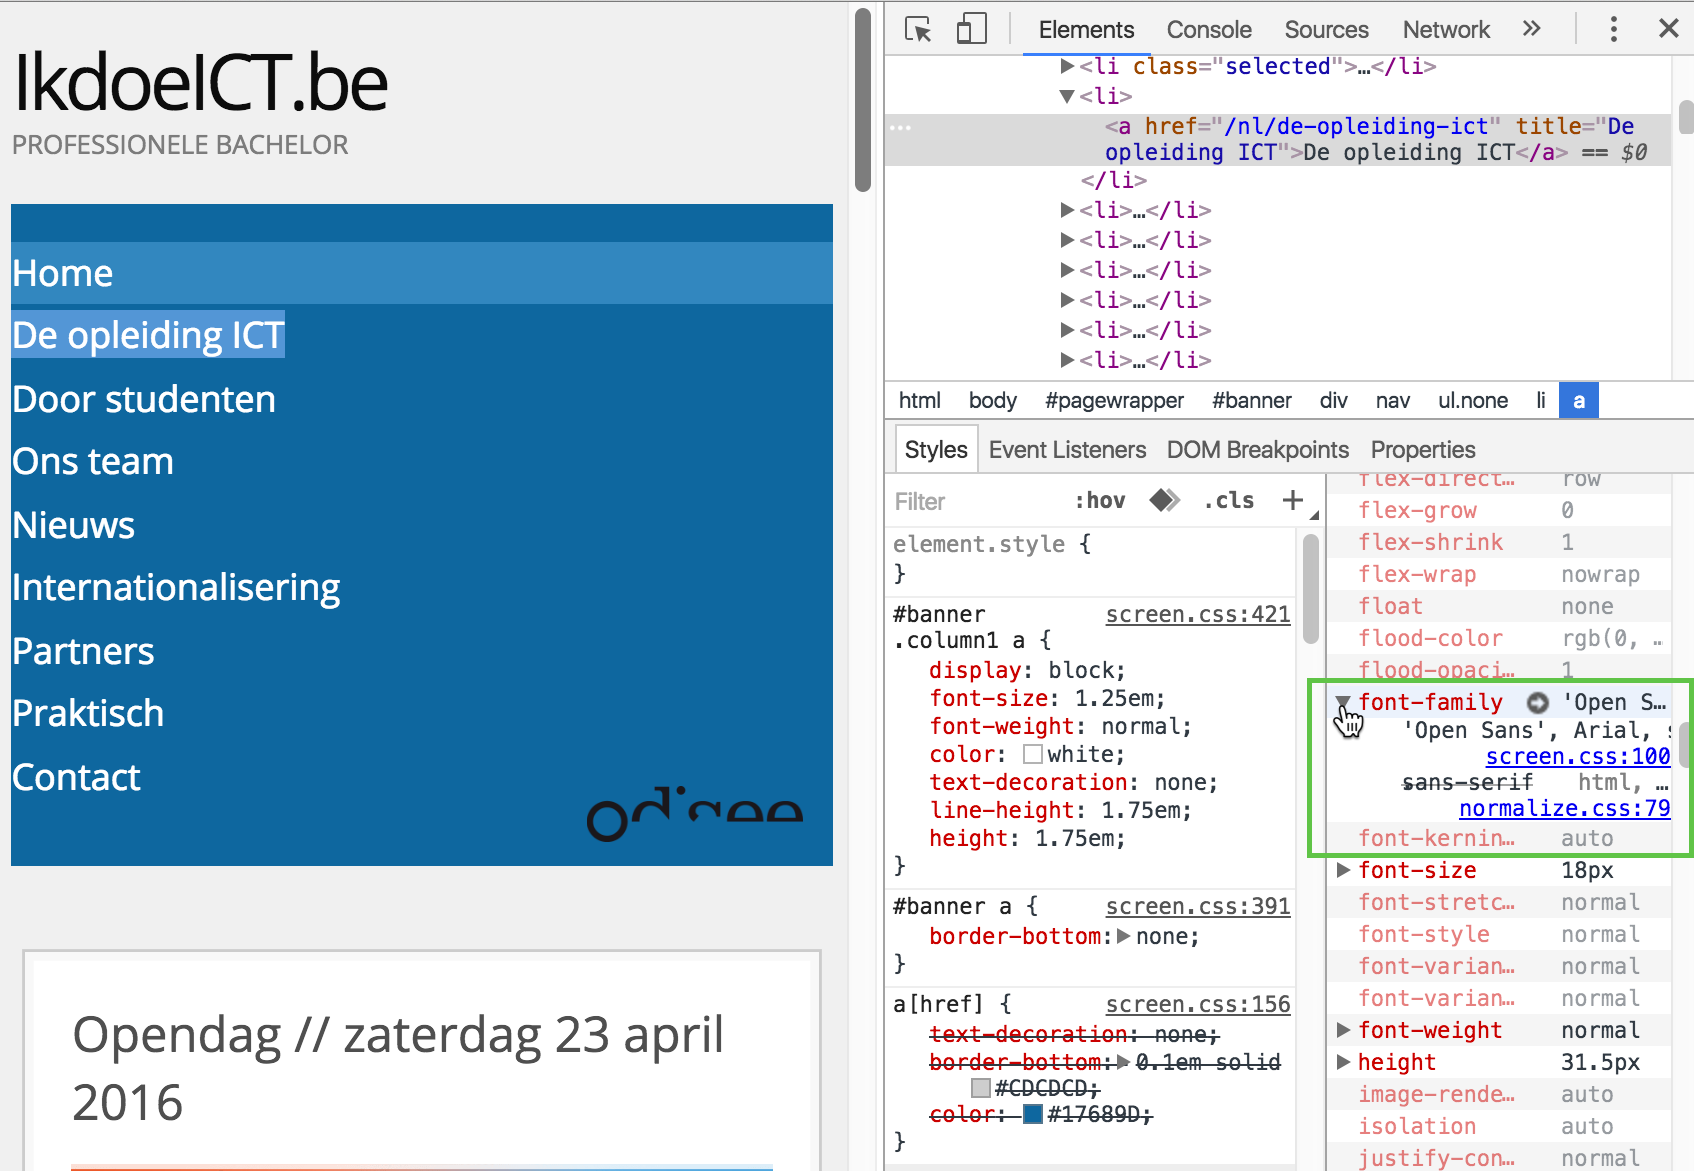 IkdoeICT.be
PROFESSIONELE BACHELOR
Home
De opleiding ICT
Door studenten
Ons team
Nieuws
Internationalisering
Partners
Praktisch
Contact
odisee
Opendag // zaterdag 23 april
2016
Elements Console Sources Network »
▶<li class="selected">…</li>
▼<li>
… <a href="/nl/de-opleiding-ict" title="De
opleiding ICT">De opleiding ICT</a> == $0
</li>
▶<li>…</li>
▶<li>…</li>
▶<li>…</li>
▶<li>…</li>
▶<li>…</li>
▶<li>…</li>
html body #pagewrapper #banner div nav ul.none li a
Styles Event Listeners DOM Breakpoints Properties
Filter :hov .cls +
element.style {
}
#banner screen.css:421
.column1 a {
display: block;
font-size: 1.25em;
font-weight: normal;
color: white;
text-decoration: none;
line-height: 1.75em;
height: 1.75em;
}
#banner a { screen.css:391
border-bottom:▶none;
}
a[href] { screen.css:156
text-decoration: none;
border-bottom:▶0.1em solid
#CDCDCD;
color: #17689D;
}
flex-direct… row
flex-grow 0
flex-shrink 1
flex-wrap nowrap
float none
flood-color rgb(0, …
flood-opaci… 1
▼font-family 'Open S…
'Open Sans', Arial, s
screen.css:100
sans-serif html, …
normalize.css:79
font-kernin… auto
▶font-size 18px
font-stretc… normal
font-style normal
font-varian… normal
font-varian… normal
▶font-weight normal
▶height 31.5px
image-rende… auto
isolation auto
justify-con… normal